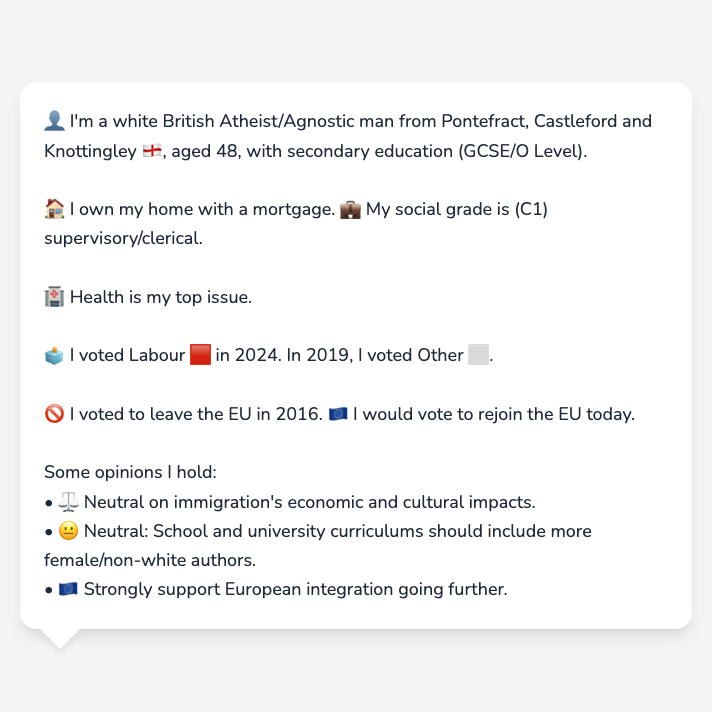 👤 I'm a white British Atheist/Agnostic man from Pontefract, Castleford and
Knottingley 🏴󠁧󠁢󠁥󠁮󠁧󠁿, aged 48, with secondary education (GCSE/O Level).
🏠 I own my home with a mortgage. 💼 My social grade is (C1)
supervisory/clerical.
🏥 Health is my top issue.
🗳️ I voted Labour 🟥 in 2024. In 2019, I voted Other ⬜.
🚫 I voted to leave the EU in 2016. 🇪🇺 I would vote to rejoin the EU today.
Some opinions I hold:
• ⚖️ Neutral on immigration's economic and cultural impacts.
• 😐 Neutral: School and university curriculums should include more
female/non-white authors.
• 🇪🇺 Strongly support European integration going further.